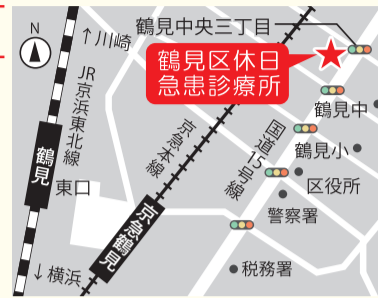 鶴見中央三丁目
↑川崎
N
鶴見区休日
急患診療所
JR京浜東北線
京急本線
国道15号線
鶴見中
鶴見小
鶴見
東口
区役所
京急鶴見
警察署
↓横浜
税務署